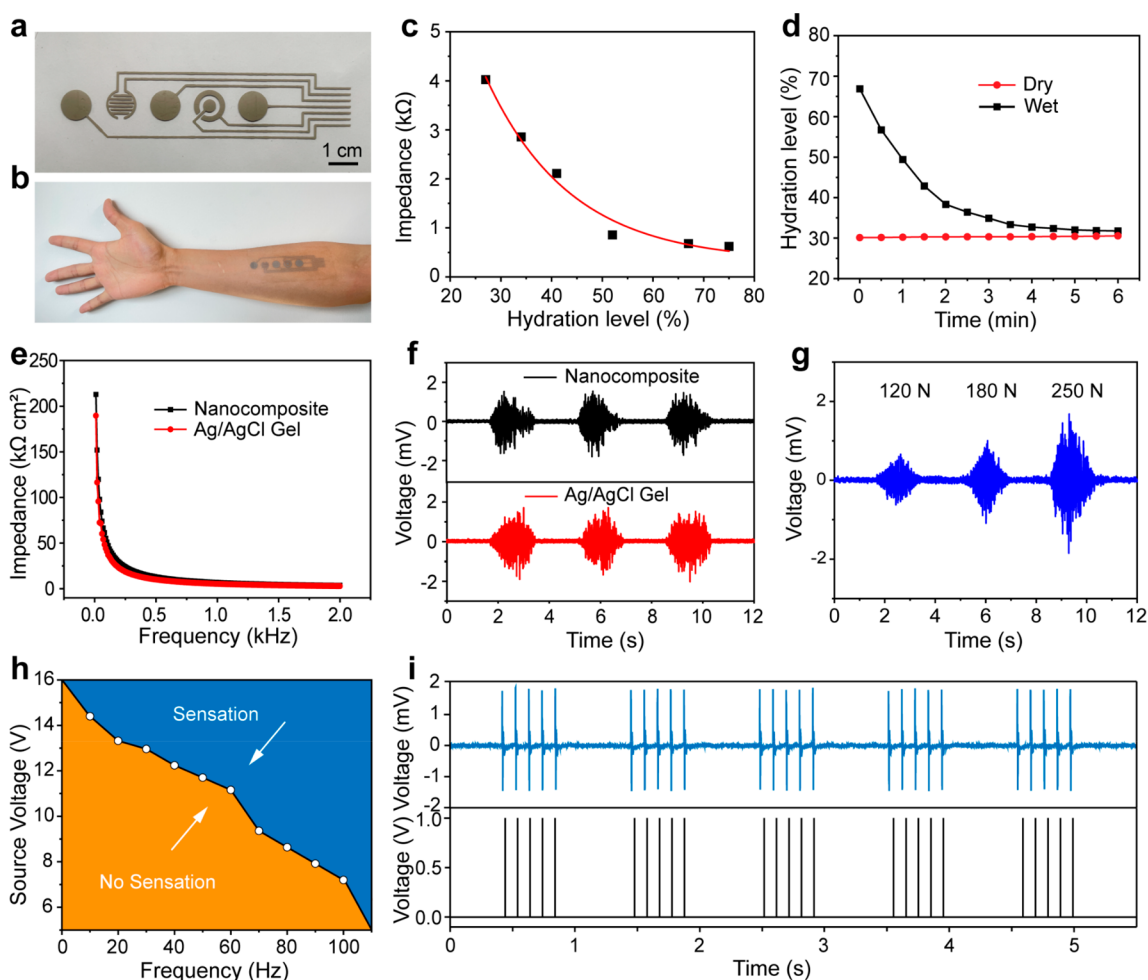 a
1 cm
b
c
Impedance (kΩ)
5
4
3
2
1
0
20 30 40 50 60 70 80
Hydration level (%)
d
Hydration level (%)
80
70
60
50
40
30
20
Dry
Wet
0 1 2 3 4 5 6
Time (min)
e
Impedance (kΩ cm²)
250
200
150
100
50
0
Nanocomposite
Ag/AgCl Gel
0.0 0.5 1.0 1.5 2.0
Frequency (kHz)
f
Voltage (mV)
2
0
-2
Nanocomposite
2
0
-2
Ag/AgCl Gel
0 2 4 6 8 10 12
Time (s)
g
Voltage (mV)
2
0
-2
120 N 180 N 250 N
0 2 4 6 8 10 12
Time (s)
h
Source Voltage (V)
16
14
12
10
8
6
Sensation
No Sensation
0 20 40 60 80 100
Frequency (Hz)
i
Voltage (mV)
2
1
0
-1
-2
Voltage (V)
1.0
0.5
0.0
0 1 2 3 4 5
Time (s)